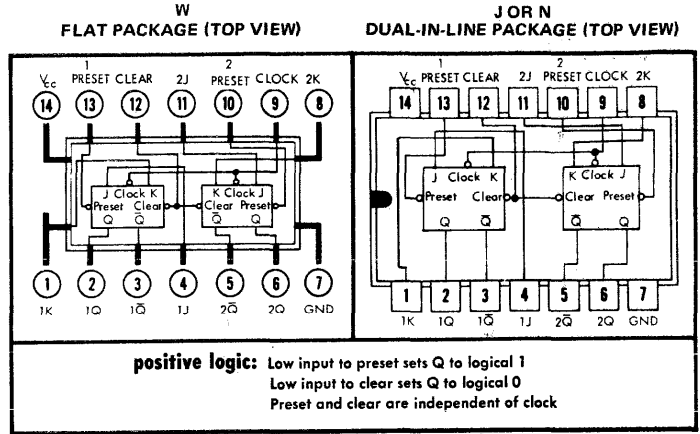 W
FLAT PACKAGE (TOP VIEW)
1 2
Vcc PRESET CLEAR 2J PRESET CLOCK 2K
14 13 12 11 10 9 8
J Clock K K Clock J
Preset Clear Clear Preset
Q Q̅ Q̅ Q
1 2 3 4 5 6 7
1K 1Q 1Q̅ 1J 2Q̅ 2Q GND
J OR N
DUAL-IN-LINE PACKAGE (TOP VIEW)
1 2
Vcc PRESET CLEAR 2J PRESET CLOCK 2K
14 13 12 11 10 9 8
J Clock K K Clock J
Preset Clear Clear Preset
Q Q̅ Q̅ Q
1 2 3 4 5 6 7
1K 1Q 1Q̅ 1J 2Q̅ 2Q GND
positive logic: Low input to preset sets Q to logical 1
Low input to clear sets Q to logical 0
Preset and clear are independent of clock